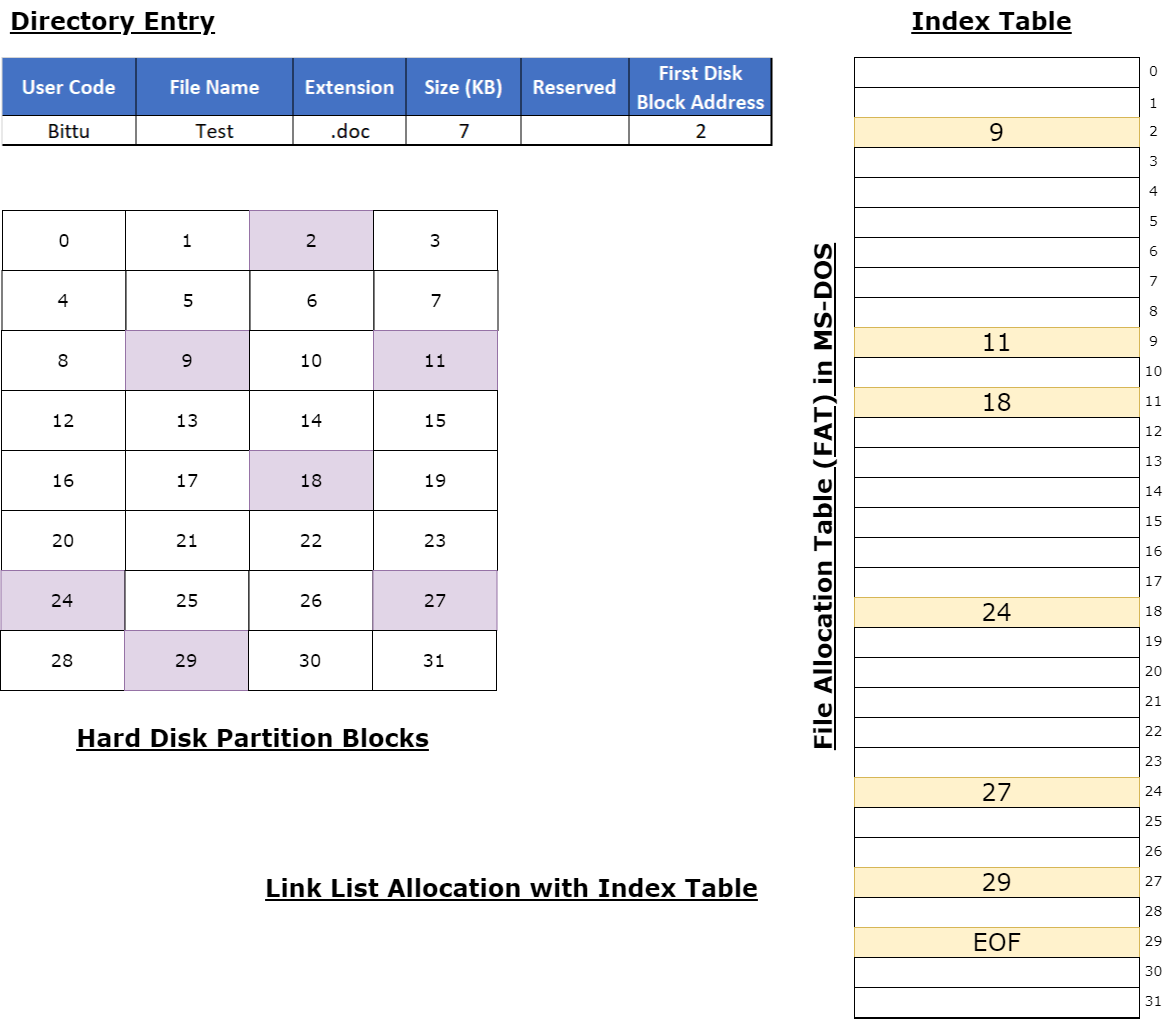 Directory Entry
Index Table
User Code File Name Extension Size (KB) Reserved First Disk Block Address
Bittu Test .doc 7 2
0 1 2 3
4 5 6 7
8 9 10 11
12 13 14 15
16 17 18 19
20 21 22 23
24 25 26 27
28 29 30 31
Hard Disk Partition Blocks
Link List Allocation with Index Table
File Allocation Table (FAT) in MS-DOS
0
1
9 2
3
4
5
6
7
8
11 9
10
18 11
12
13
14
15
16
17
24 18
19
20
21
22
23
27 24
25
26
29 27
28
EOF 29
30
31